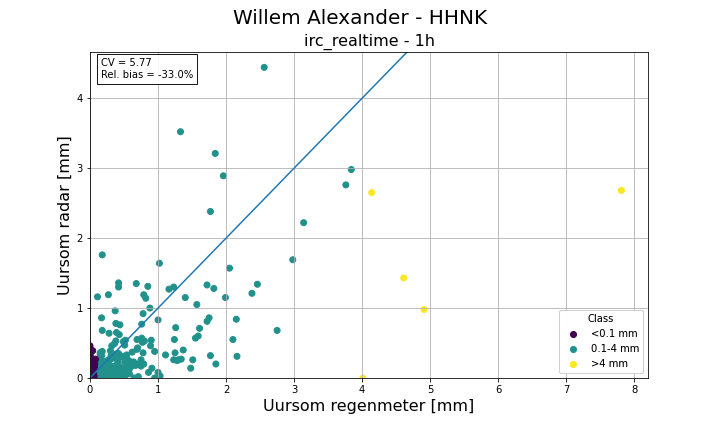 Willem Alexander - HHNK
irc_realtime - 1h
CV = 5.77
Rel. bias = -33.0%
Uursom radar [mm]
4
3
2
1
0
0 1 2 3 4 5 6 7 8
Uursom regenmeter [mm]
Class
<0.1 mm
0.1-4 mm
>4 mm